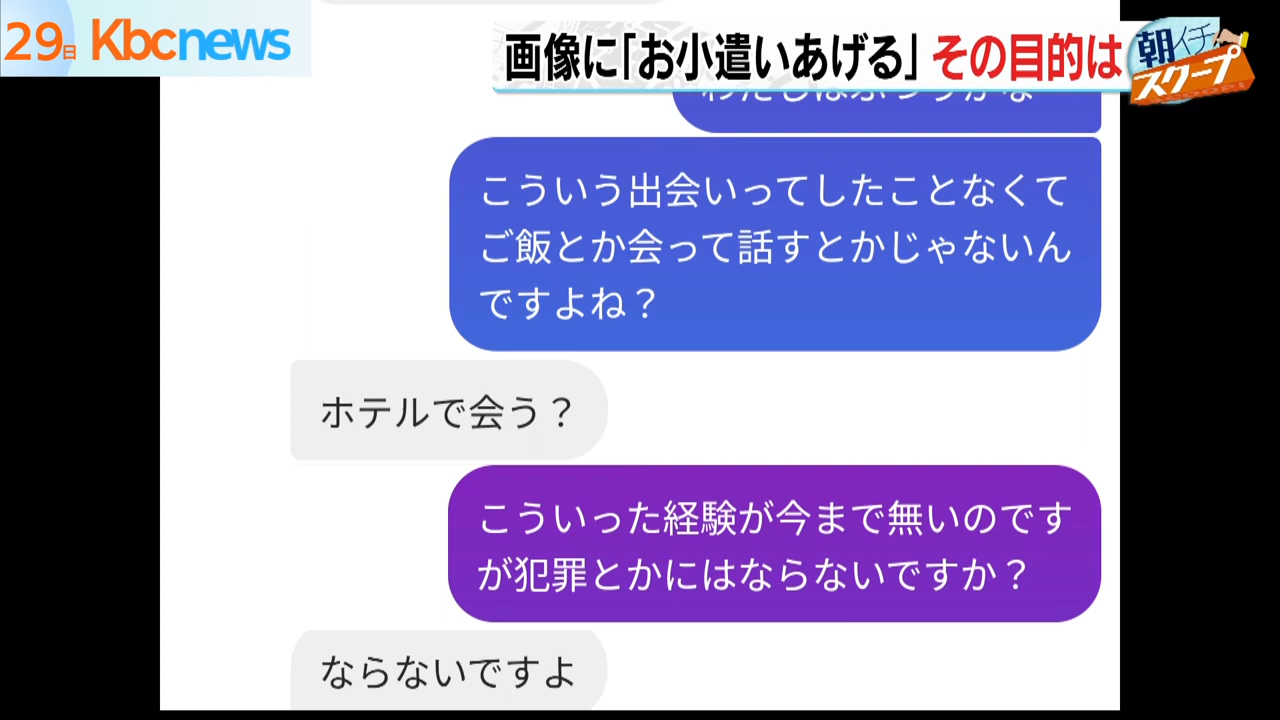 29日 Kbcnews
画像に「お小遣いあげる」その目的は
朝イチスクープ
こういう出会いってしたことなくて
ご飯とか会って話すとかじゃないん
ですよね？
ホテルで会う？
こういった経験が今まで無いのです
が犯罪とかにはならないですか？
ならないですよ